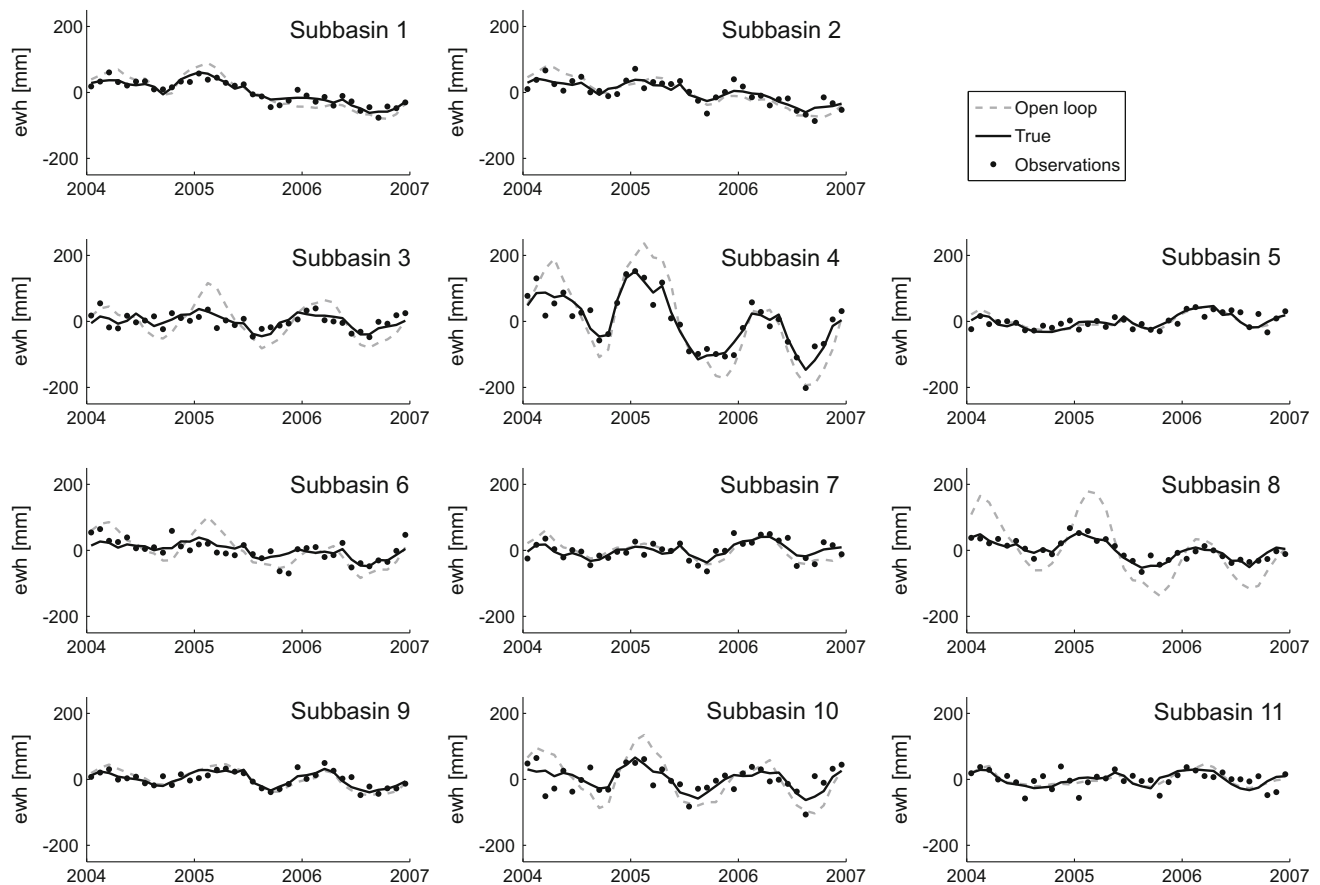 Subbasin 1
ewh [mm]
200
0
-200
2004 2005 2006 2007
Subbasin 2
ewh [mm]
200
0
-200
2004 2005 2006 2007
Open loop
True
Observations
Subbasin 3
ewh [mm]
200
0
-200
2004 2005 2006 2007
Subbasin 4
ewh [mm]
200
0
-200
2004 2005 2006 2007
Subbasin 5
ewh [mm]
200
0
-200
2004 2005 2006 2007
Subbasin 6
ewh [mm]
200
0
-200
2004 2005 2006 2007
Subbasin 7
ewh [mm]
200
0
-200
2004 2005 2006 2007
Subbasin 8
ewh [mm]
200
0
-200
2004 2005 2006 2007
Subbasin 9
ewh [mm]
200
0
-200
2004 2005 2006 2007
Subbasin 10
ewh [mm]
200
0
-200
2004 2005 2006 2007
Subbasin 11
ewh [mm]
200
0
-200
2004 2005 2006 2007